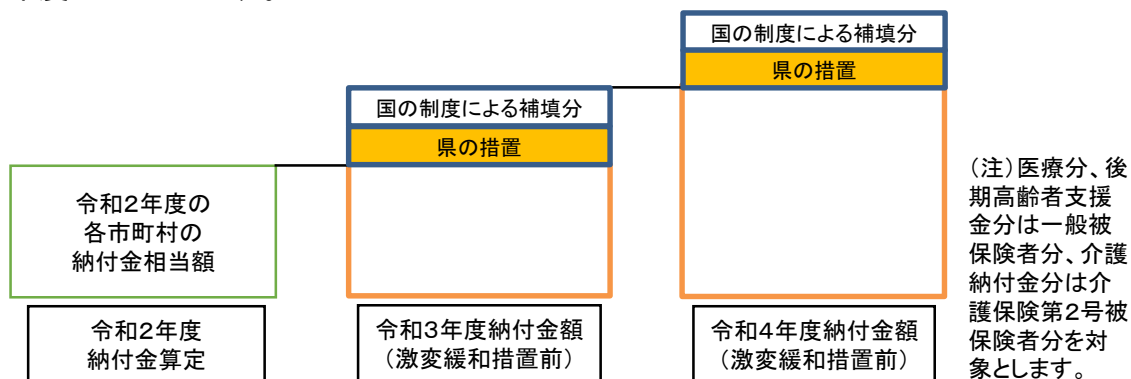 国の制度による補填分
県の措置
国の制度による補填分
県の措置
令和２年度の
各市町村の
納付金相当額
(注)医療分、後
期高齢者支援
金分は一般被
保険者分、介護
納付金分は介
護保険第２号被
保険者分を対
象とします。
令和２年度
納付金算定
令和３年度納付金額
（激変緩和措置前）
令和４年度納付金額
（激変緩和措置前）